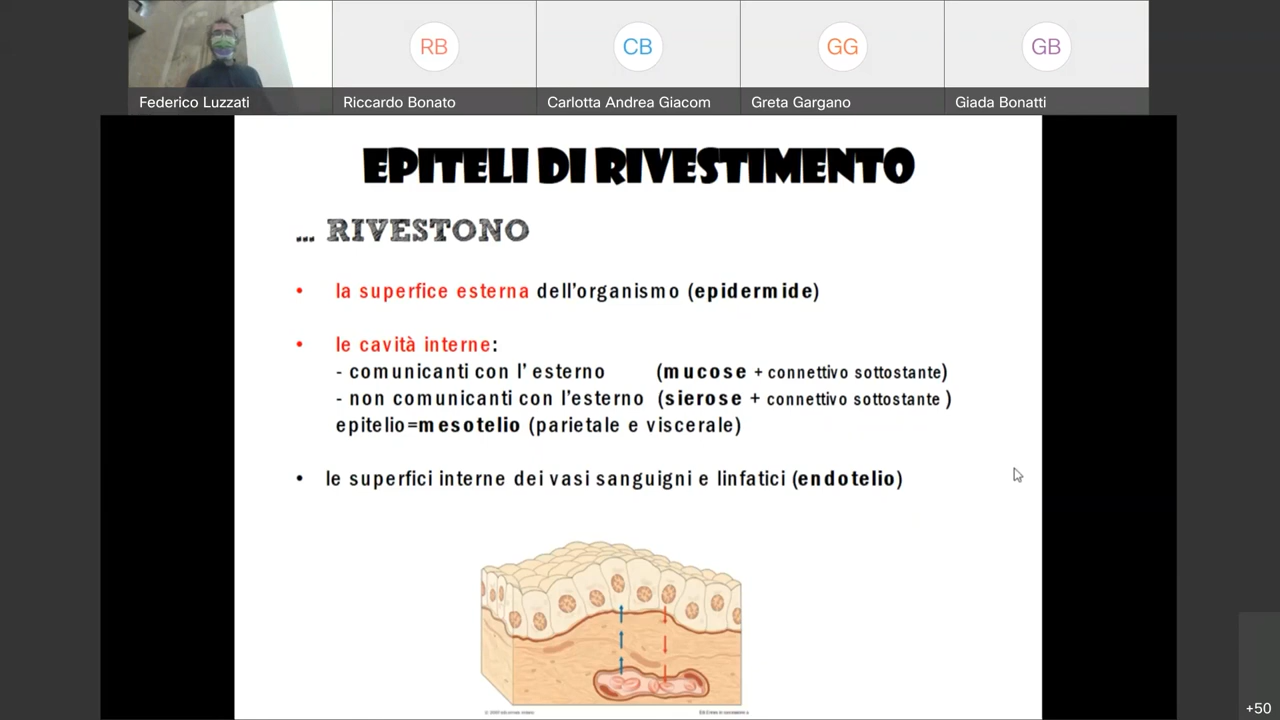 RB
CB
GG
GB
Federico Luzzati
Riccardo Bonato
Carlotta Andrea Giacom
Greta Gargano
Giada Bonatti
EPITELI DI RIVESTIMENTO
... RIVESTONO
• la superfice esterna dell'organismo (epidermide)
• le cavità interne:
- comunicanti con l' esterno (mucose + connettivo sottostante)
- non comunicanti con l'esterno (sierose + connettivo sottostante )
epitelio=mesotelio (parietale e viscerale)
• le superfici interne dei vasi sanguigni e linfatici (endotelio)
+50